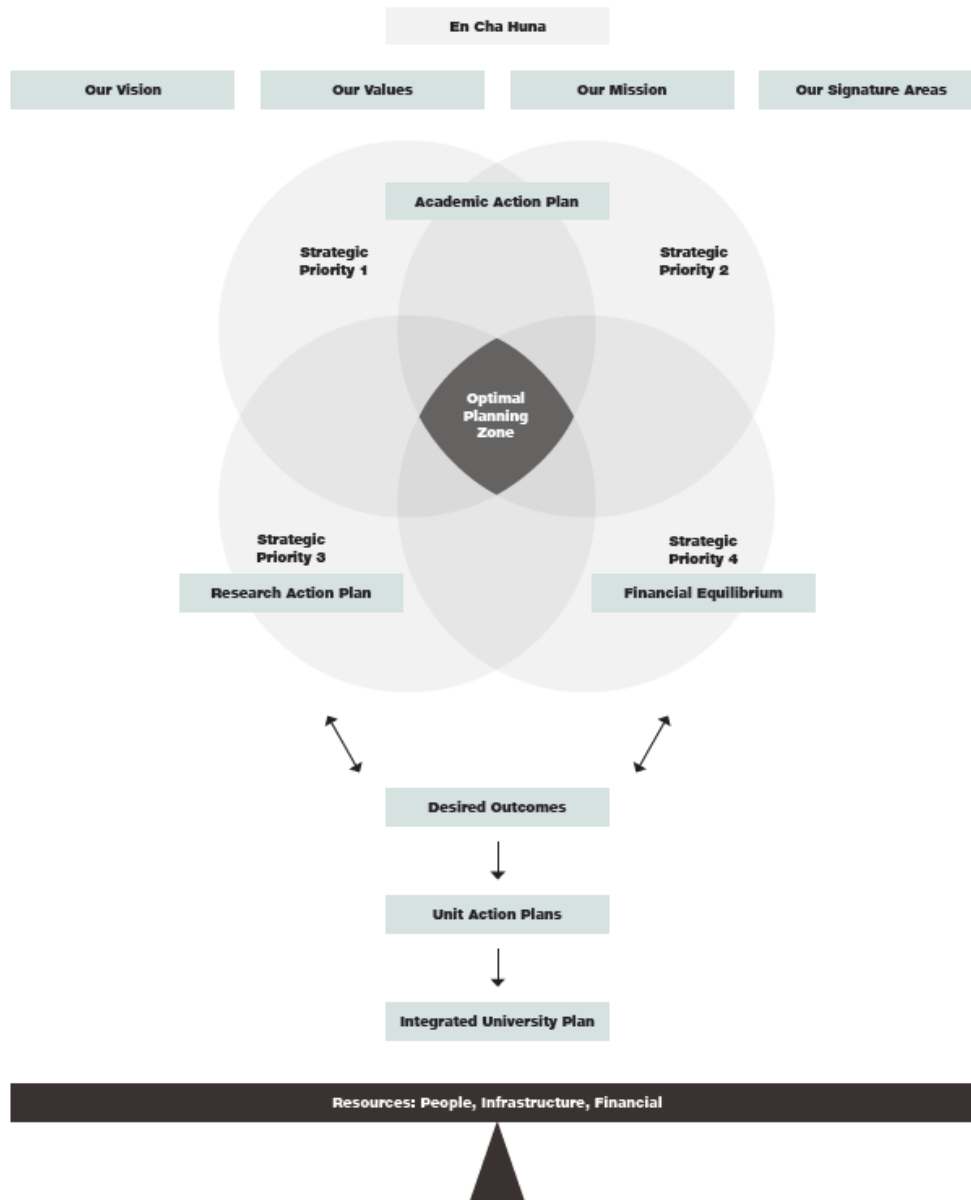 En Cha Huna
Our Vision
Our Values
Our Mission
Our Signature Areas
Academic Action Plan
Strategic
Priority 1
Strategic
Priority 2
Optimal
Planning
Zone
Strategic
Priority 3
Research Action Plan
Strategic
Priority 4
Financial Equilibrium
Desired Outcomes
Unit Action Plans
Integrated University Plan
Resources: People, Infrastructure, Financial